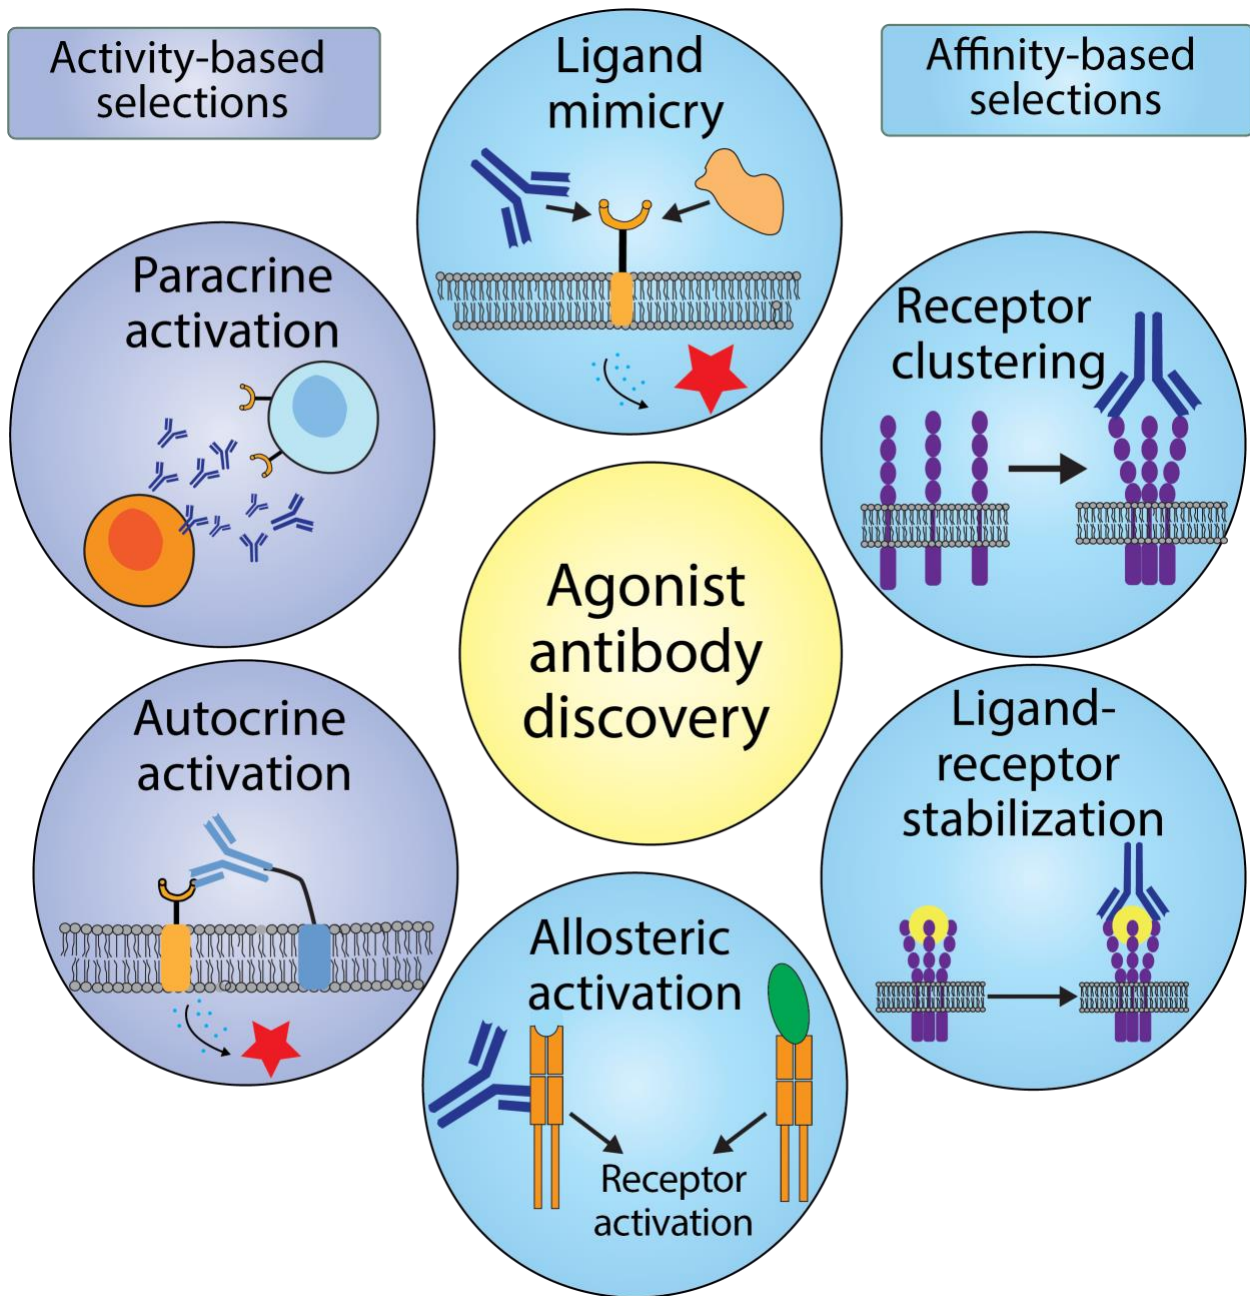 Activity-based
selections
Ligand
mimicry
Affinity-based
selections
Paracrine
activation
Receptor
clustering
Agonist
antibody
discovery
Autocrine
activation
Ligand-
receptor
stabilization
Allosteric
activation
Receptor
activation